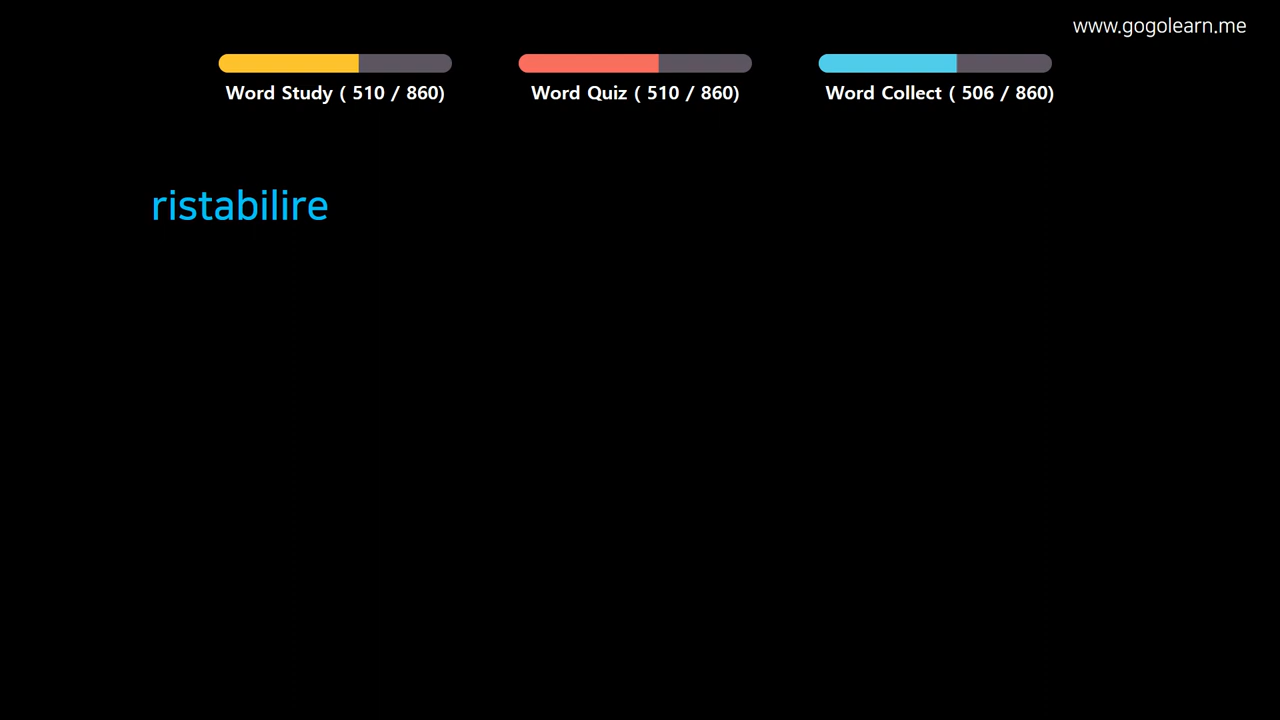 www.gogolearn.me
Word Study ( 510 / 860)
Word Quiz ( 510 / 860)
Word Collect ( 506 / 860)
ristabilire